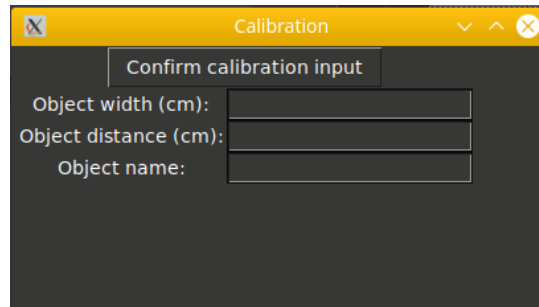 Calibration
Confirm calibration input
Object width (cm):
Object distance (cm):
Object name: